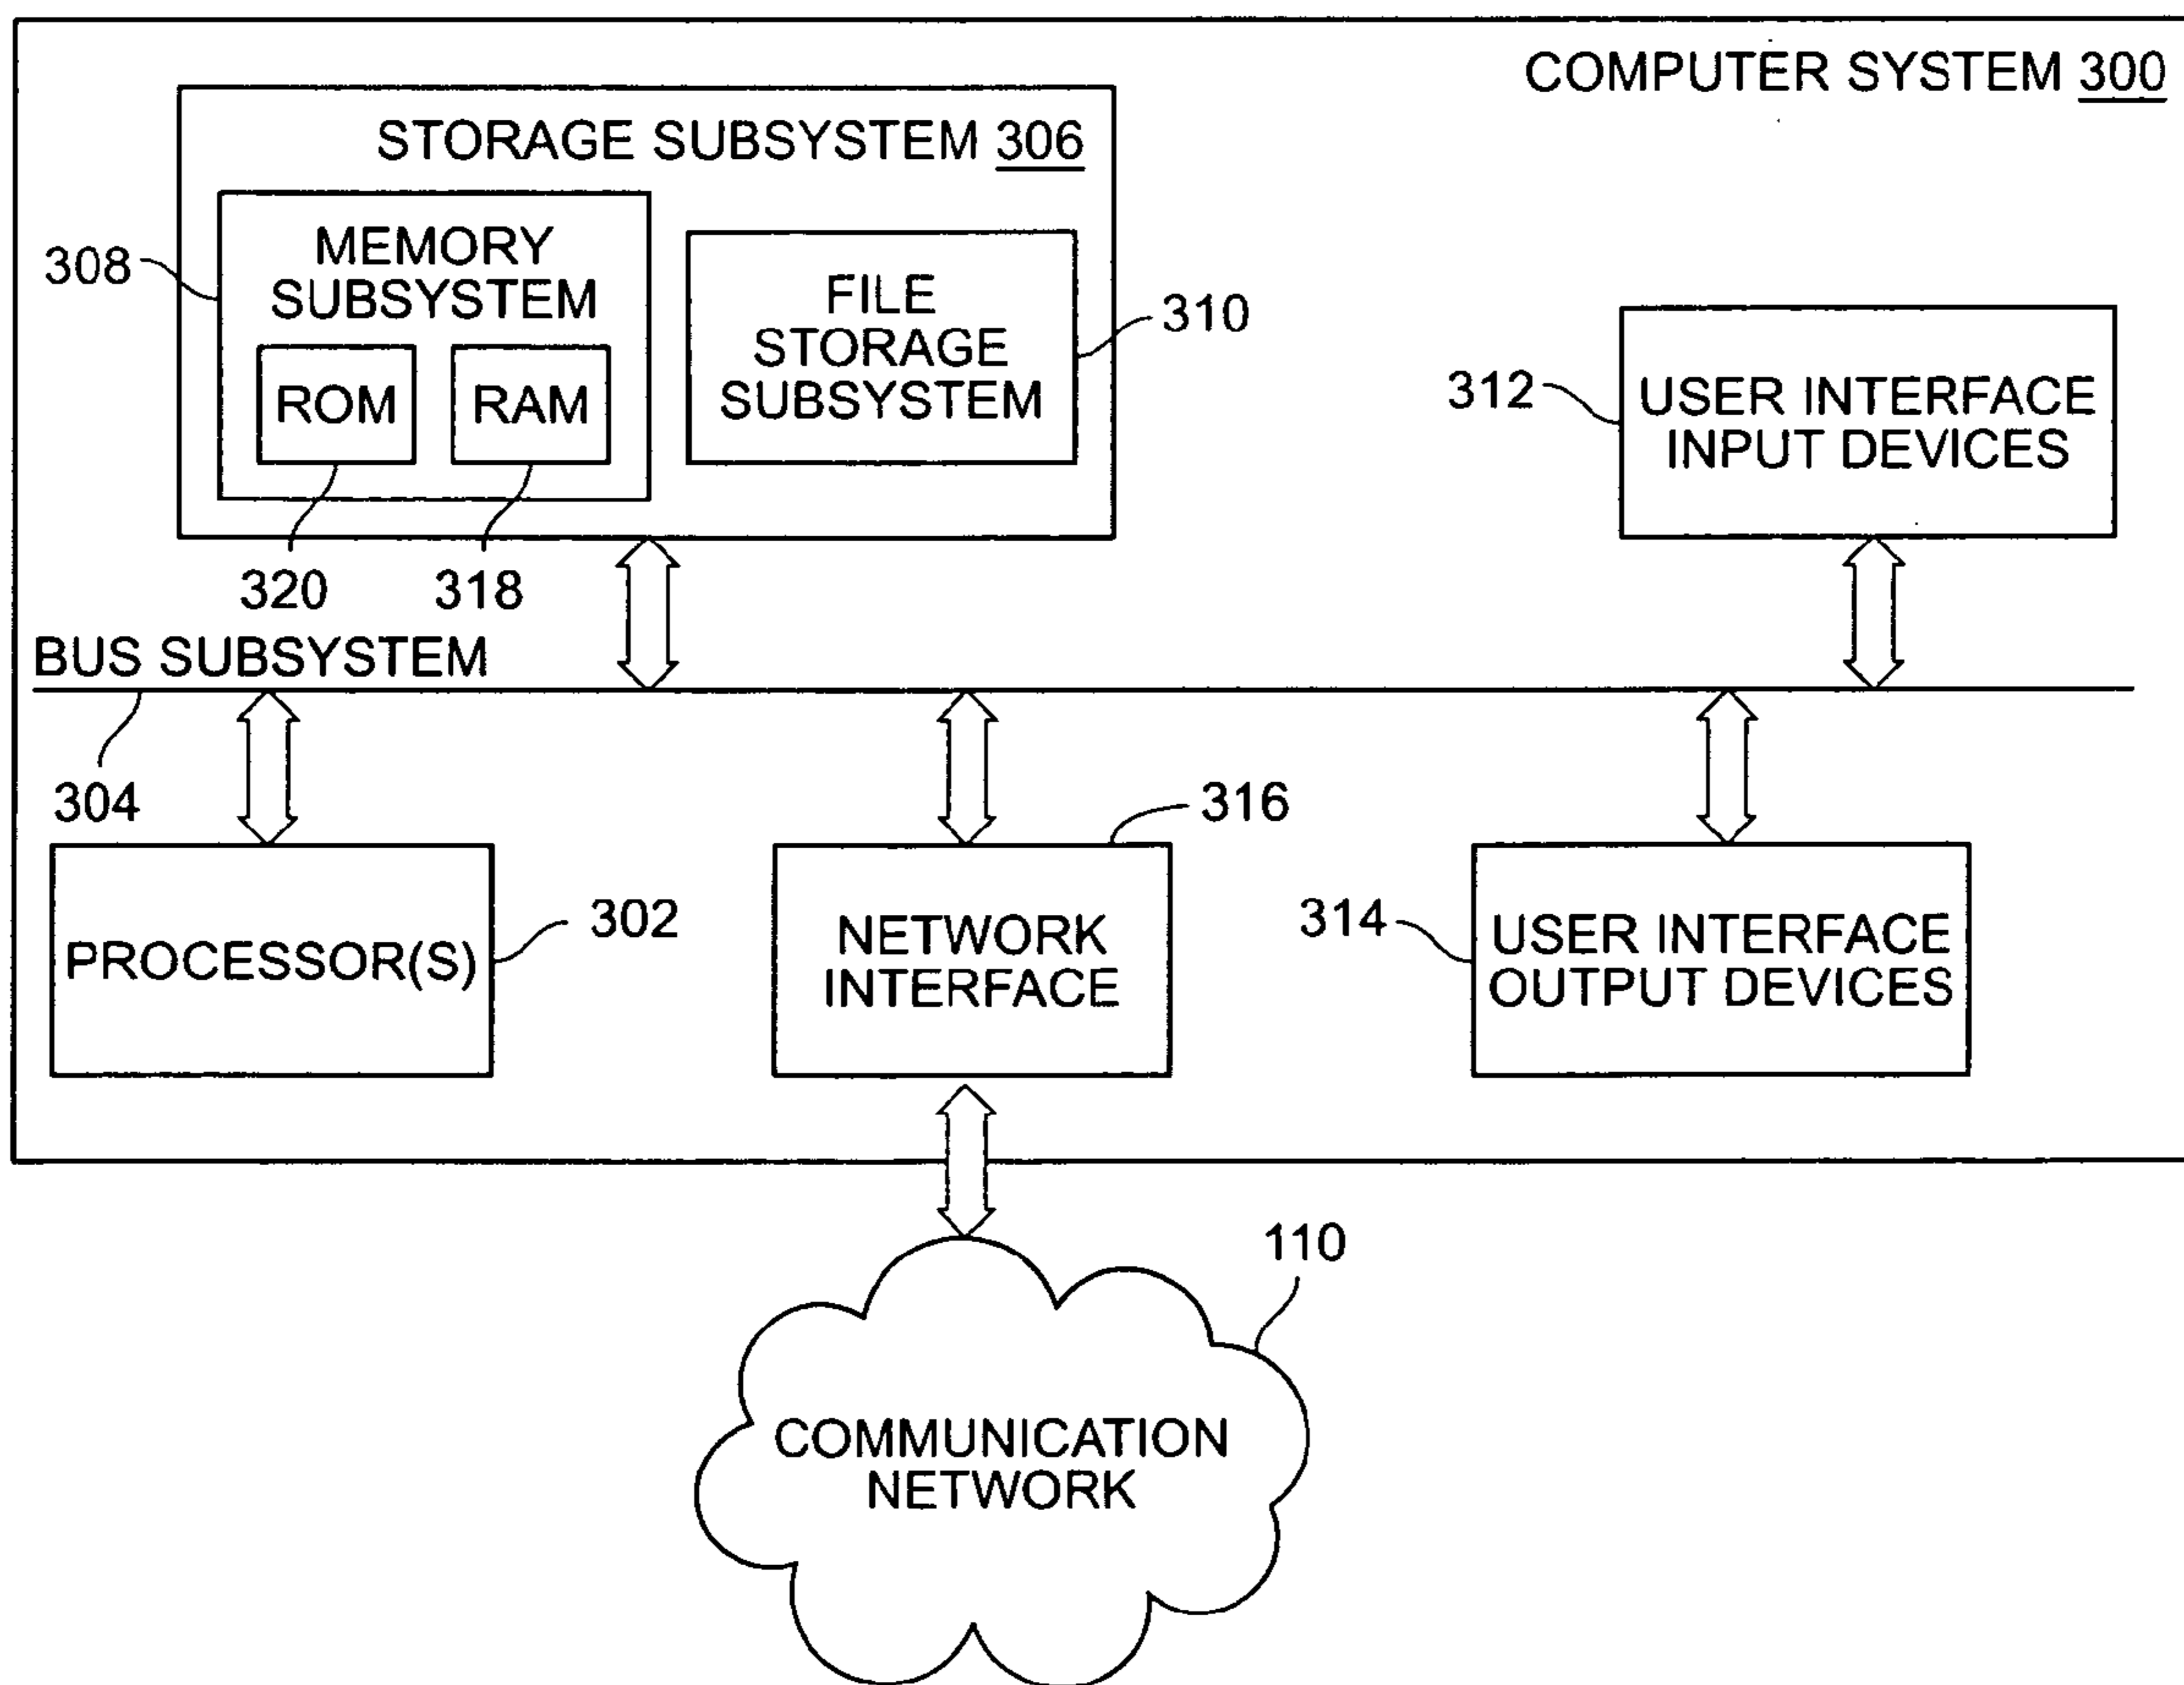 COMPUTER SYSTEM 300
STORAGE SUBSYSTEM 306
308
MEMORY
SUBSYSTEM
ROM
RAM
FILE
STORAGE
SUBSYSTEM
310
312
USER INTERFACE
INPUT DEVICES
320
318
BUS SUBSYSTEM
304
PROCESSOR(S)
302
316
NETWORK
INTERFACE
314
USER INTERFACE
OUTPUT DEVICES
110
COMMUNICATION
NETWORK